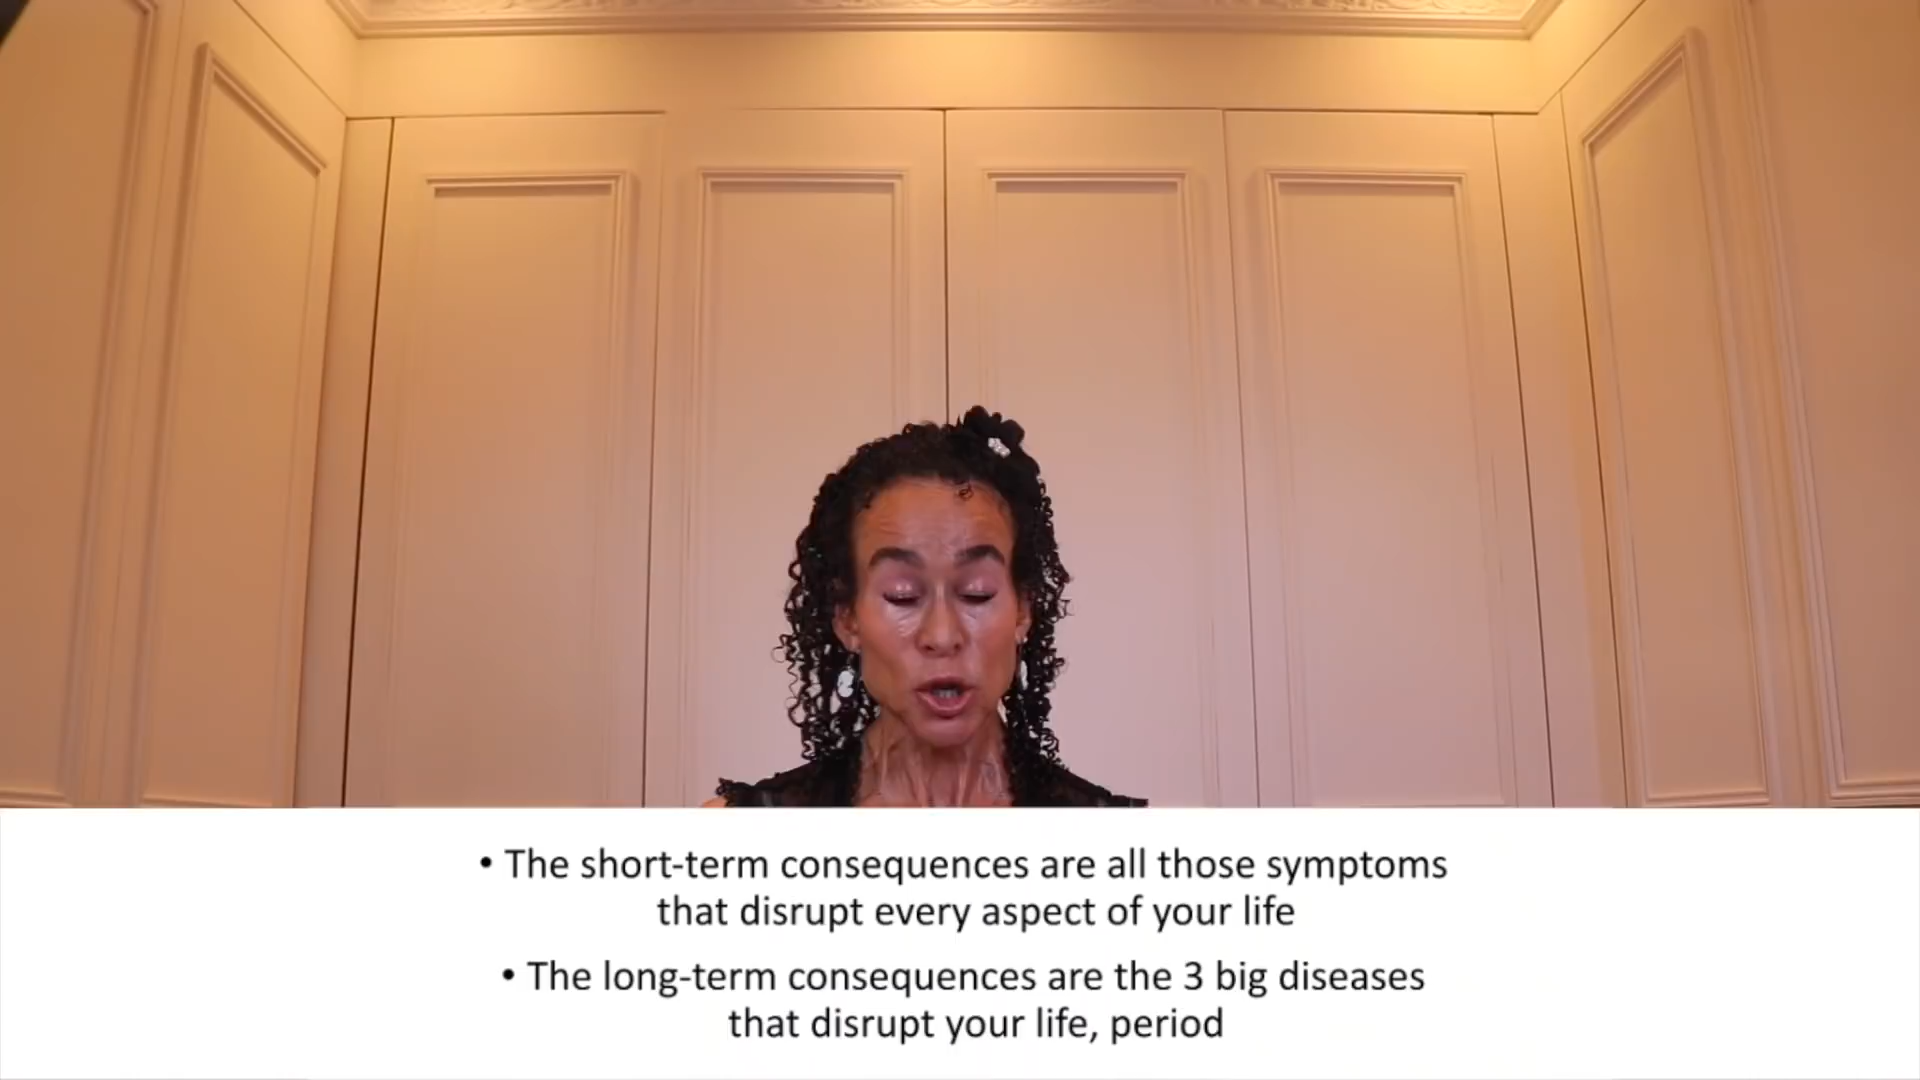 • The short-term consequences are all those symptoms
that disrupt every aspect of your life
• The long-term consequences are the 3 big diseases
that disrupt your life, period